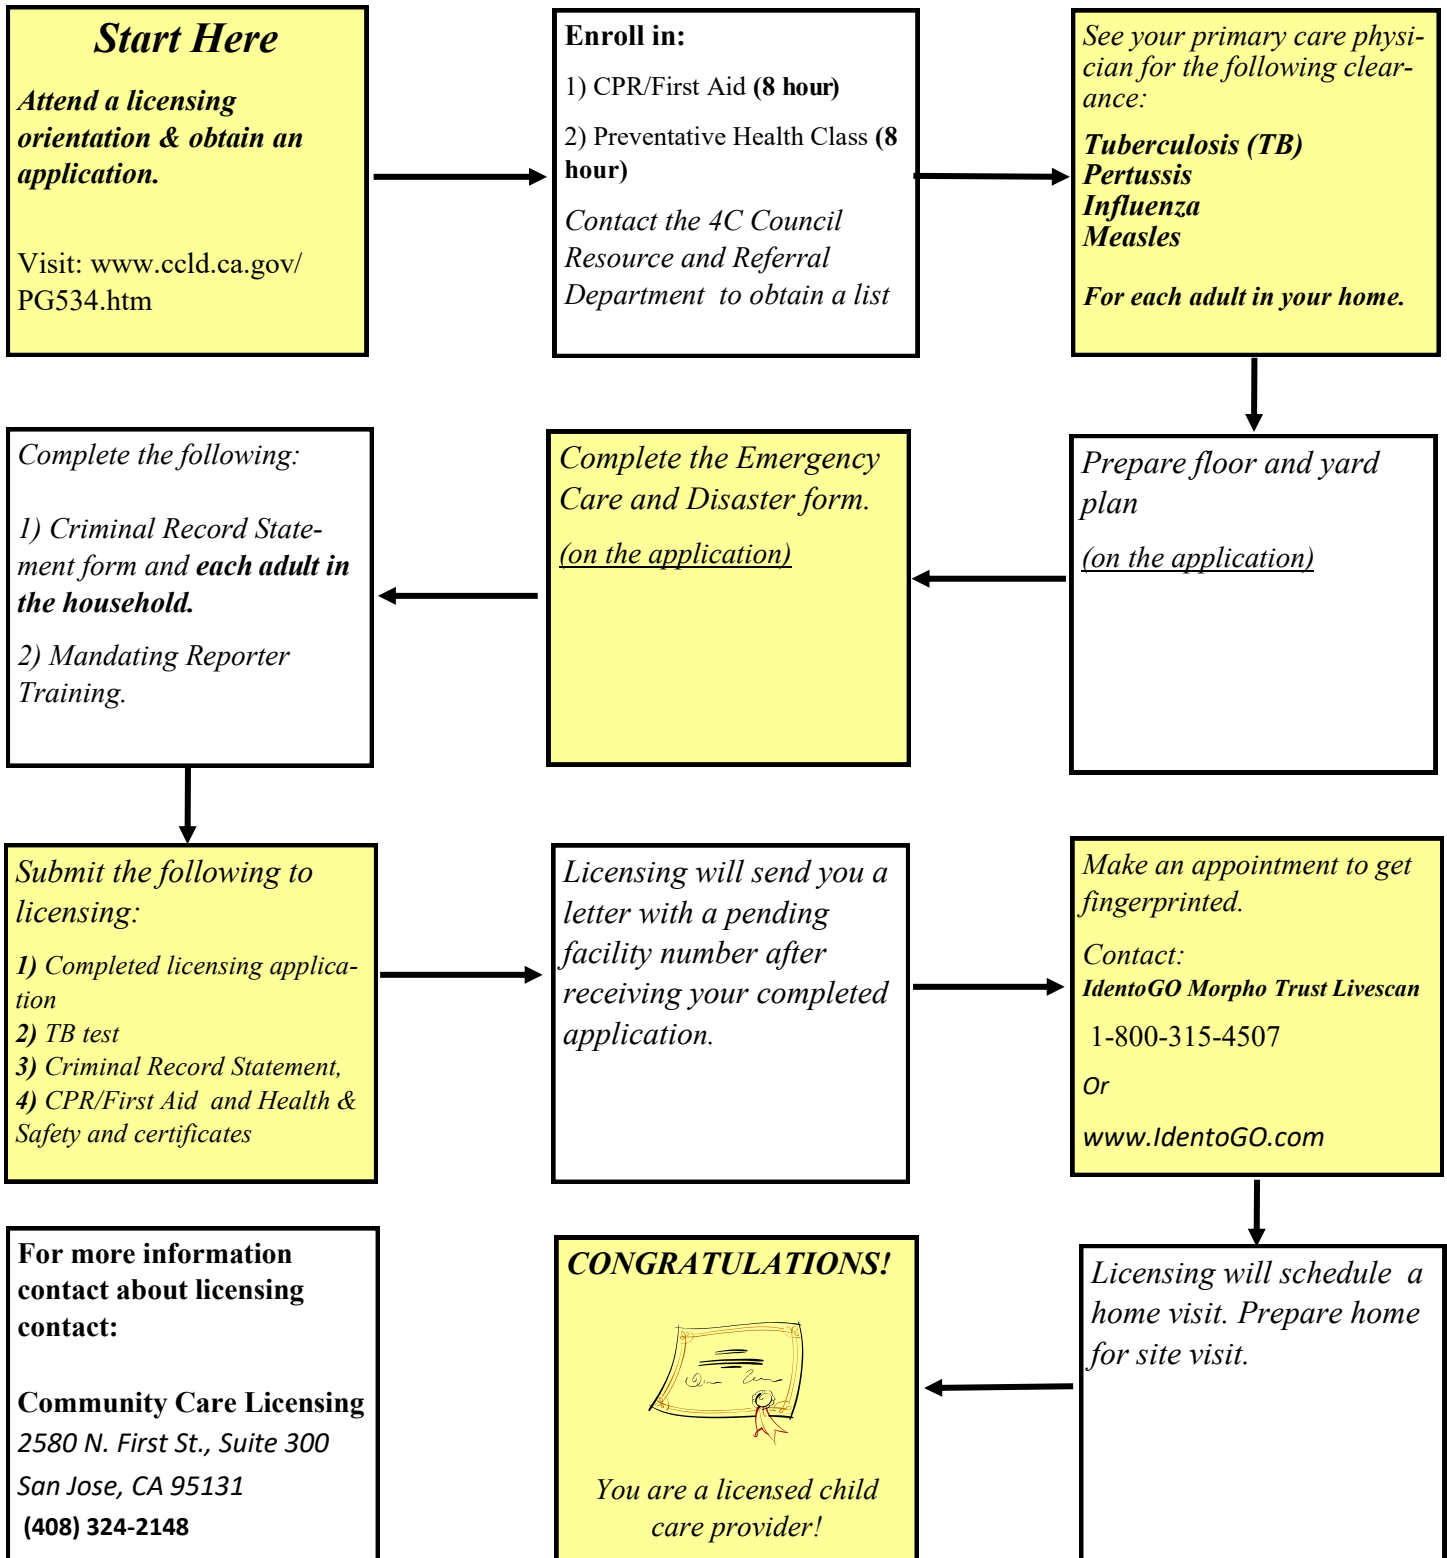 Start Here
Attend a licensing
orientation & obtain an
application.
Visit: www.ccld.ca.gov/
PG534.htm
Enroll in:
1) CPR/First Aid (8 hour)
2) Preventative Health Class (8
hour)
Contact the 4C Council
Resource and Referral
Department to obtain a list
See your primary care physi-
cian for the following clear-
ance:
Tuberculosis (TB)
Pertussis
Influenza
Measles
For each adult in your home.
Prepare floor and yard
plan
(on the application)
Complete the Emergency
Care and Disaster form.
(on the application)
Complete the following:
1) Criminal Record State-
ment form and each adult in
the household.
2) Mandating Reporter
Training.
Submit the following to
licensing:
1) Completed licensing applica-
tion
2) TB test
3) Criminal Record Statement,
4) CPR/First Aid and Health &
Safety and certificates
Licensing will send you a
letter with a pending
facility number after
receiving your completed
application.
Make an appointment to get
fingerprinted.
Contact:
IdentoGO Morpho Trust Livescan
1-800-315-4507
Or
www.IdentoGO.com
Licensing will schedule a
home visit. Prepare home
for site visit.
CONGRATULATIONS!
You are a licensed child
care provider!
For more information
contact about licensing
contact:
Community Care Licensing
2580 N. First St., Suite 300
San Jose, CA 95131
(408) 324-2148